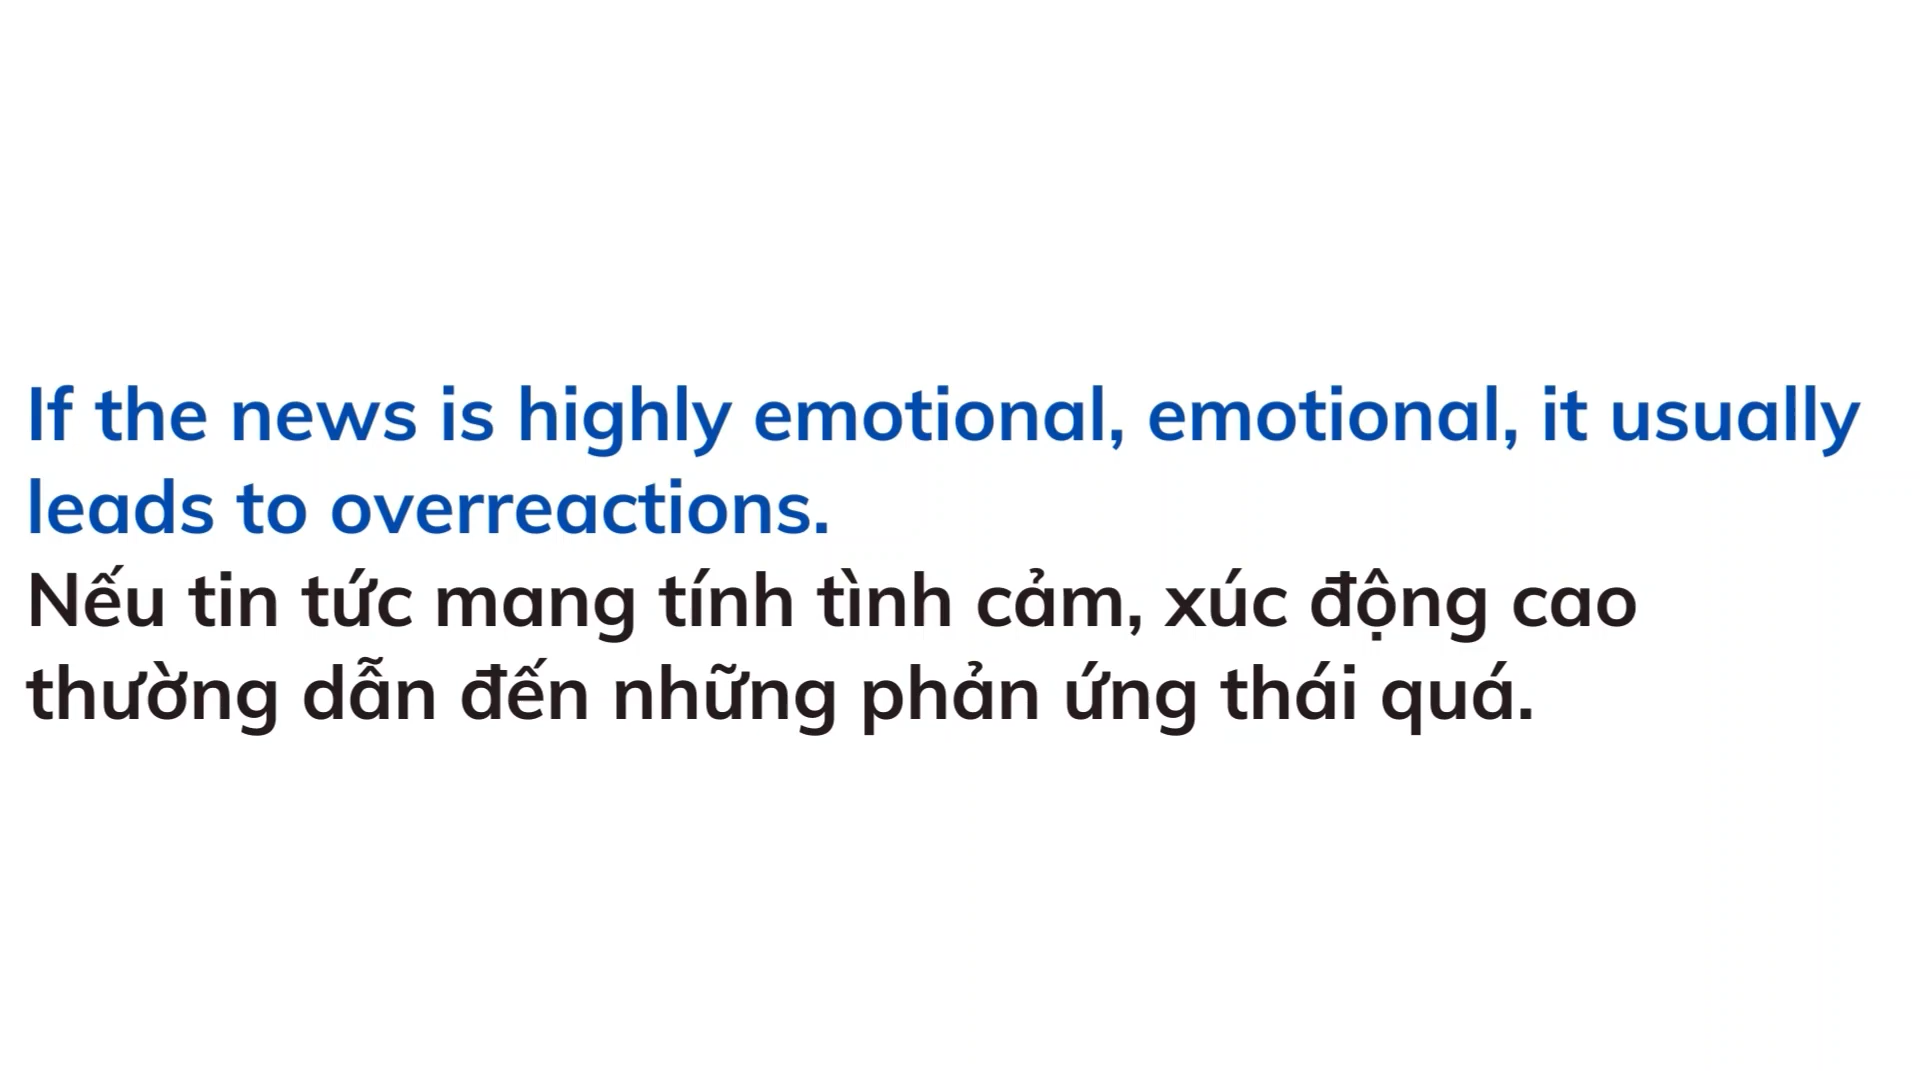 If the news is highly emotional, emotional, it usually
leads to overreactions.
Nếu tin tức mang tính tình cảm, xúc động cao
thường dẫn đến những phản ứng thái quá.